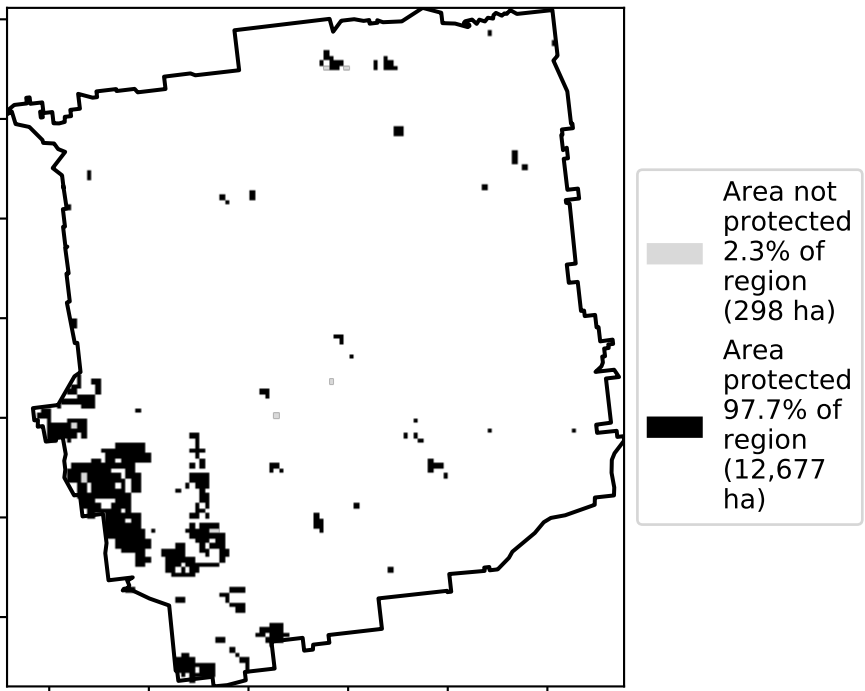 Area not
protected
2.3% of
region
(298 ha)
Area
protected
97.7% of
region
(12,677
ha)